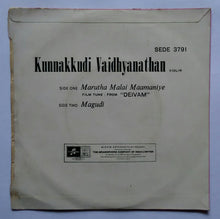 SEDE 3791
Kunnakkudi Vaidhyanathan VIOLIN
SIDE ONE Marutha Malai Maamaniye
FILM TUNE : FROM "DEIVAM"
SIDE TWO Magudi
THE GRAMOPHONE COMPANY OF INDIA LIMITED